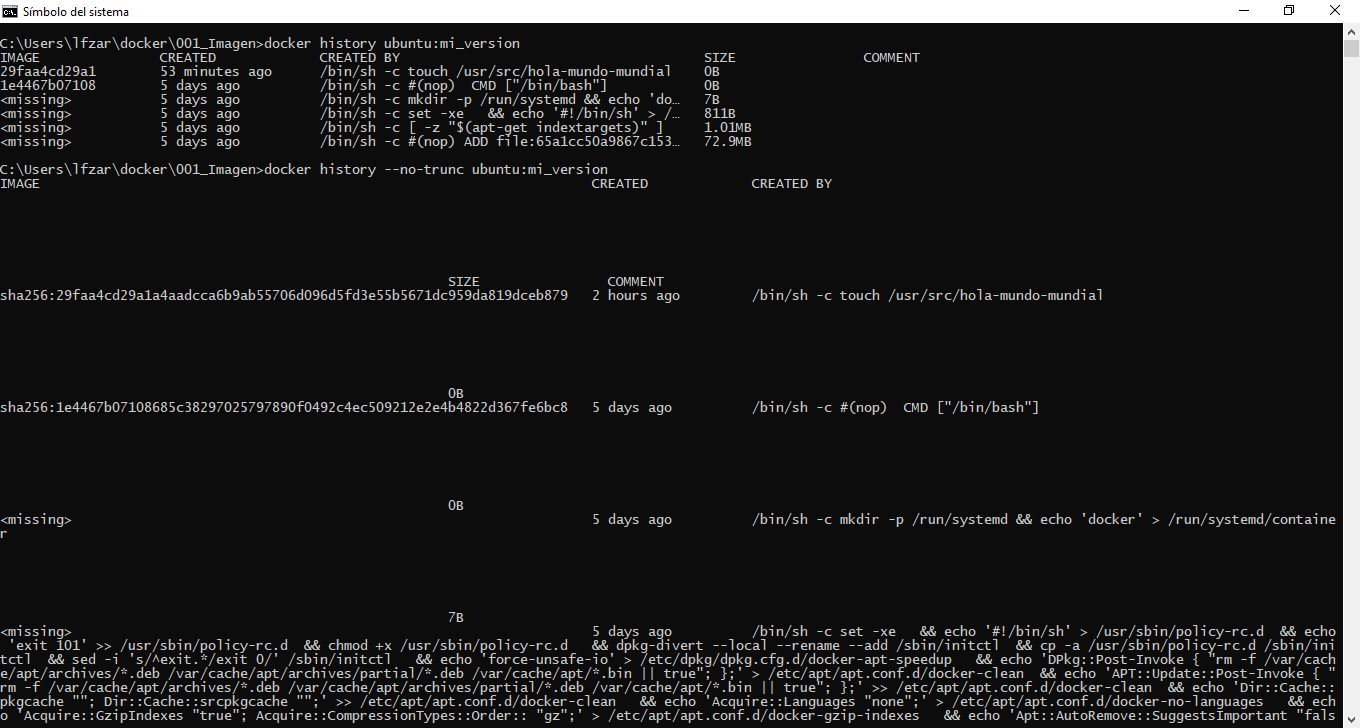 Símbolo del sistema
C:\Users\lfzar\docker\001_Imagen>docker history ubuntu:mi_version
IMAGE CREATED CREATED BY SIZE COMMENT
29faa4cd29a1 53 minutes ago /bin/sh -c touch /usr/src/hola-mundo-mundial 0B
1e4467b07108 5 days ago /bin/sh -c #(nop)  CMD ["/bin/bash"] 0B
<missing> 5 days ago /bin/sh -c mkdir -p /run/systemd && echo 'do… 7B
<missing> 5 days ago /bin/sh -c set -xe   && echo '#!/bin/sh' > /… 811B
<missing> 5 days ago /bin/sh -c [ -z "$(apt-get indextargets)" ] 1.01MB
<missing> 5 days ago /bin/sh -c #(nop) ADD file:65a1cc50a9867c153… 72.9MB
C:\Users\lfzar\docker\001_Imagen>docker history --no-trunc ubuntu:mi_version
IMAGE CREATED CREATED BY
SIZE COMMENT
sha256:29faa4cd29a1a4aadcca6b9ab55706d096d5fd3e55b5671dc959da819dceb879 2 hours ago /bin/sh -c touch /usr/src/hola-mundo-mundial
0B
sha256:1e4467b07108685c38297025797890f0492c4ec509212e2e4b4822d367fe6bc8 5 days ago /bin/sh -c #(nop)  CMD ["/bin/bash"]
0B
<missing> 5 days ago /bin/sh -c mkdir -p /run/systemd && echo 'docker' > /run/systemd/containe
r
7B
<missing> 5 days ago /bin/sh -c set -xe   && echo '#!/bin/sh' > /usr/sbin/policy-rc.d  && echo
'exit 101' >> /usr/sbin/policy-rc.d  && chmod +x /usr/sbin/policy-rc.d   && dpkg-divert --local --rename --add /sbin/initctl  && cp -a /usr/sbin/policy-rc.d /sbin/ini
tctl  && sed -i 's/^exit.*/exit 0/' /sbin/initctl   && echo 'force-unsafe-io' > /etc/dpkg/dpkg.cfg.d/docker-apt-speedup   && echo 'DPkg::Post-Invoke { "rm -f /var/cach
e/apt/archives/*.deb /var/cache/apt/archives/partial/*.deb /var/cache/apt/*.bin || true"; };' > /etc/apt/apt.conf.d/docker-clean  && echo 'APT::Update::Post-Invoke { "
rm -f /var/cache/apt/archives/*.deb /var/cache/apt/archives/partial/*.deb /var/cache/apt/*.bin || true"; };' >> /etc/apt/apt.conf.d/docker-clean  && echo 'Dir::Cache::
pkgcache ""; Dir::Cache::srcpkgcache "";' >> /etc/apt/apt.conf.d/docker-clean   && echo 'Acquire::Languages "none";' > /etc/apt/apt.conf.d/docker-no-languages   && ech
o 'Acquire::GzipIndexes "true"; Acquire::CompressionTypes::Order:: "gz";' > /etc/apt/apt.conf.d/docker-gzip-indexes   && echo 'Apt::AutoRemove::SuggestsImportant "fals